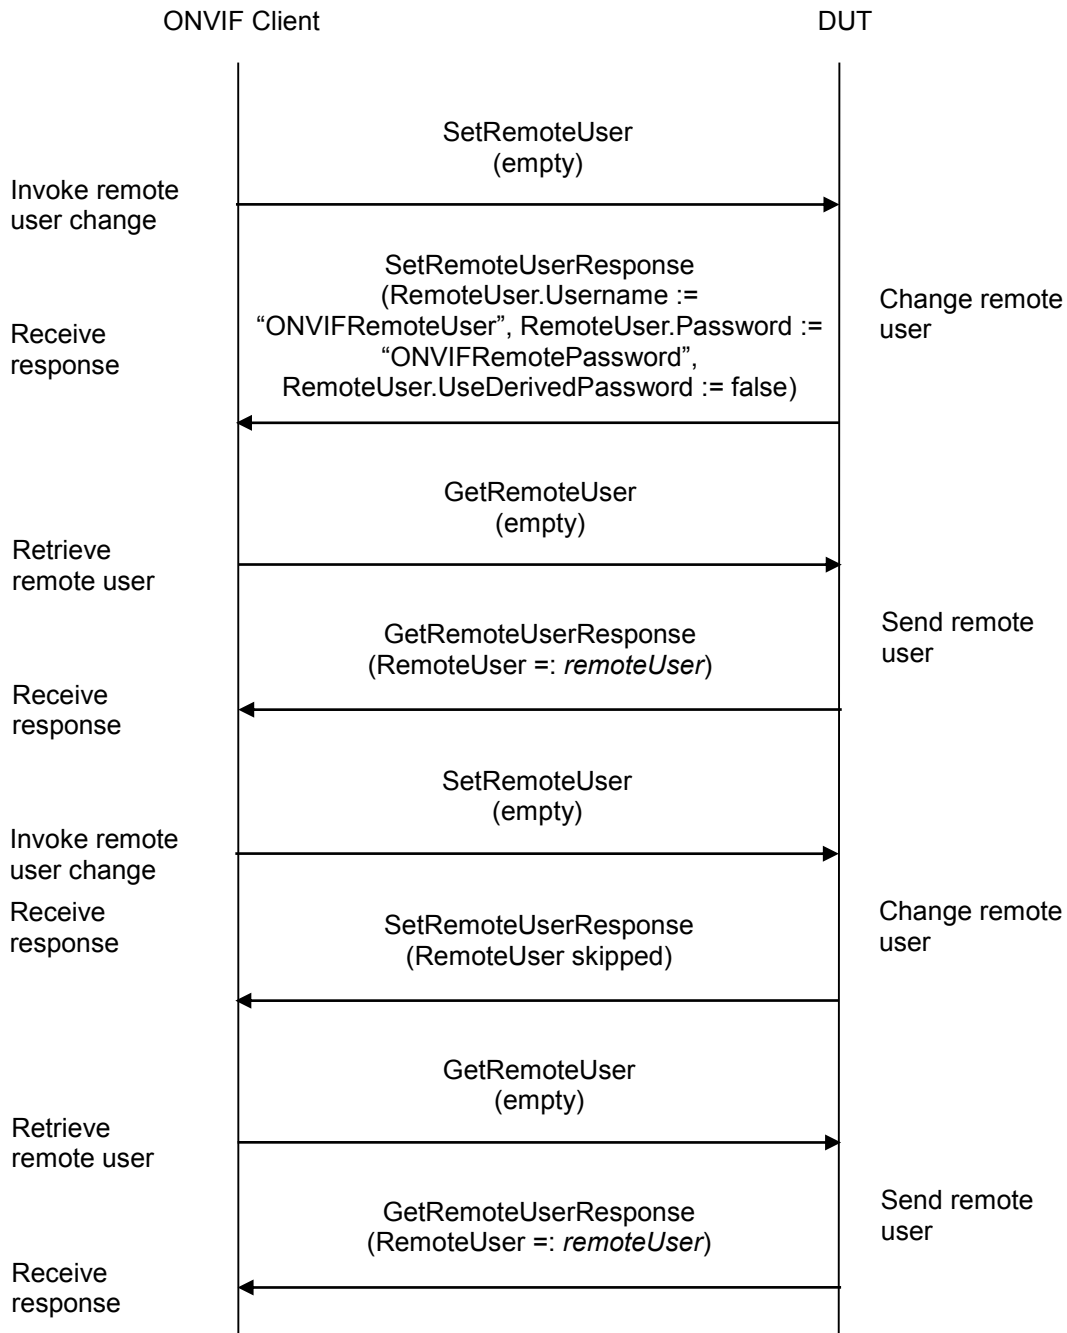 ONVIF Client
DUT
SetRemoteUser
(empty)
Invoke remote
user change
SetRemoteUserResponse
(RemoteUser.Username :=
“ONVIFRemoteUser”, RemoteUser.Password :=
“ONVIFRemotePassword”,
RemoteUser.UseDerivedPassword := false)
Change remote
user
Receive
response
GetRemoteUser
(empty)
Retrieve
remote user
GetRemoteUserResponse
(RemoteUser =: remoteUser)
Send remote
user
Receive
response
SetRemoteUser
(empty)
Invoke remote
user change
Receive
response
SetRemoteUserResponse
(RemoteUser skipped)
Change remote
user
GetRemoteUser
(empty)
Retrieve
remote user
GetRemoteUserResponse
(RemoteUser =: remoteUser)
Send remote
user
Receive
response